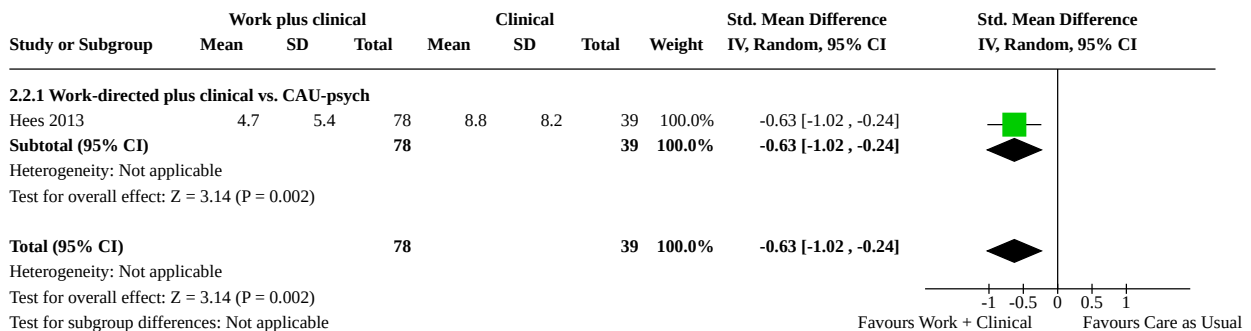 Work plus clinical Clinical Std. Mean Difference Std. Mean Difference
Study or Subgroup Mean SD Total Mean SD Total Weight IV, Random, 95% CI IV, Random, 95% CI
2.2.1 Work-directed plus clinical vs. CAU-psych
Hees 2013 4.7 5.4 78 8.8 8.2 39 100.0% -0.63 [-1.02 , -0.24]
Subtotal (95% CI) 78 39 100.0% -0.63 [-1.02 , -0.24]
Heterogeneity: Not applicable
Test for overall effect: Z = 3.14 (P = 0.002)
Total (95% CI) 78 39 100.0% -0.63 [-1.02 , -0.24]
Heterogeneity: Not applicable
Test for overall effect: Z = 3.14 (P = 0.002) -1 -0.5 0 0.5 1
Test for subgroup differences: Not applicable Favours Work + Clinical Favours Care as Usual